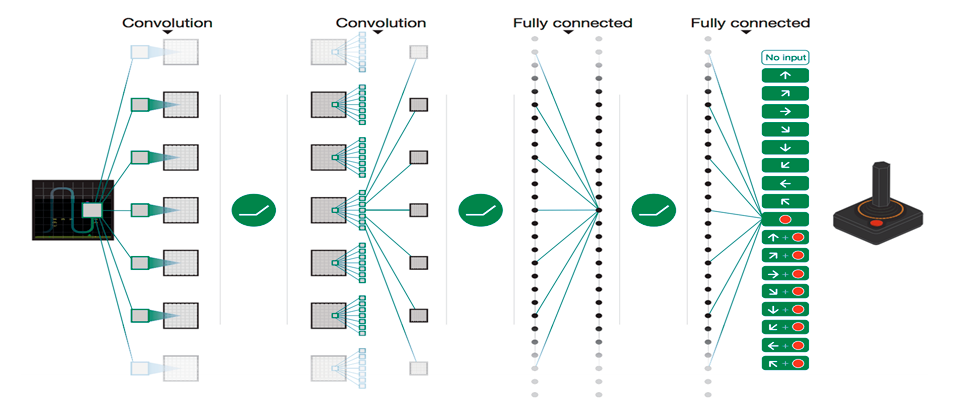 Convolution
Convolution
Fully connected
Fully connected
No input
+
+
+
+
+
+
+
+